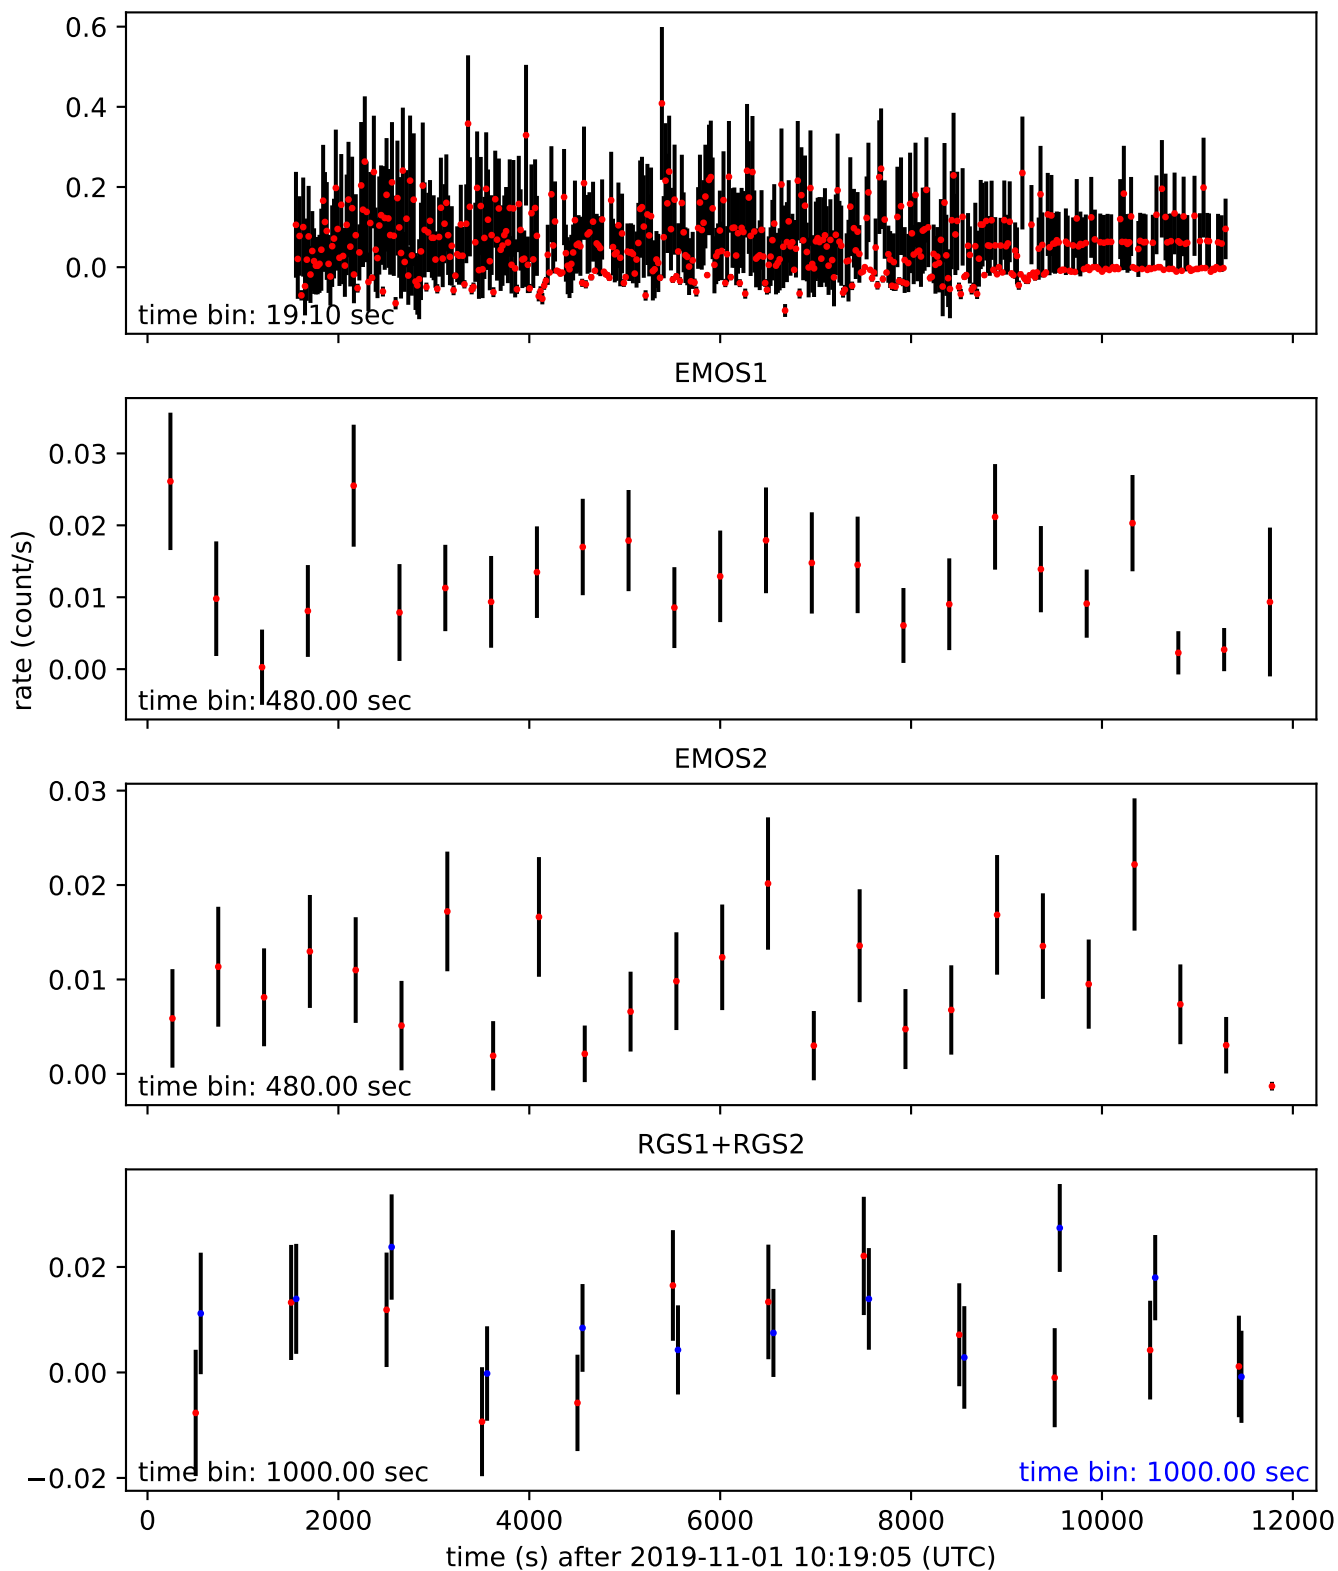 0.6
0.4
0.2
0.0
time bin: 19.10 sec
EMOS1
0.03
0.02
0.01
0.00
rate (count/s)
time bin: 480.00 sec
EMOS2
0.03
0.02
0.01
0.00
time bin: 480.00 sec
RGS1+RGS2
0.02
0.00
−0.02
time bin: 1000.00 sec
time bin: 1000.00 sec
0 2000 4000 6000 8000 10000 12000
time (s) after 2019-11-01 10:19:05 (UTC)